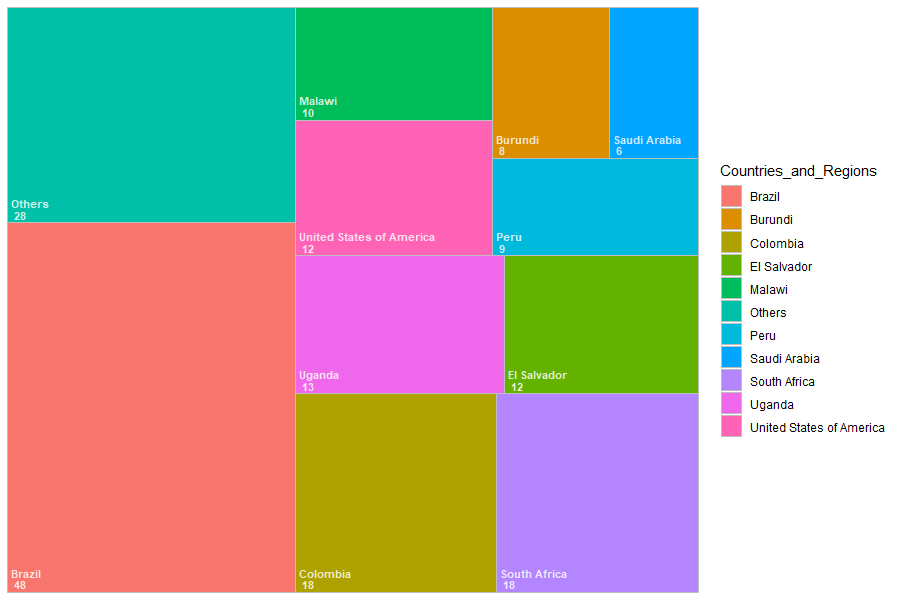 Others
28
Brazil
48
Malawi
10
United States of America
12
Uganda
13
Colombia
18
Burundi
8
Saudi Arabia
6
Peru
9
El Salvador
12
South Africa
18
Countries_and_Regions
Brazil
Burundi
Colombia
El Salvador
Malawi
Others
Peru
Saudi Arabia
South Africa
Uganda
United States of America